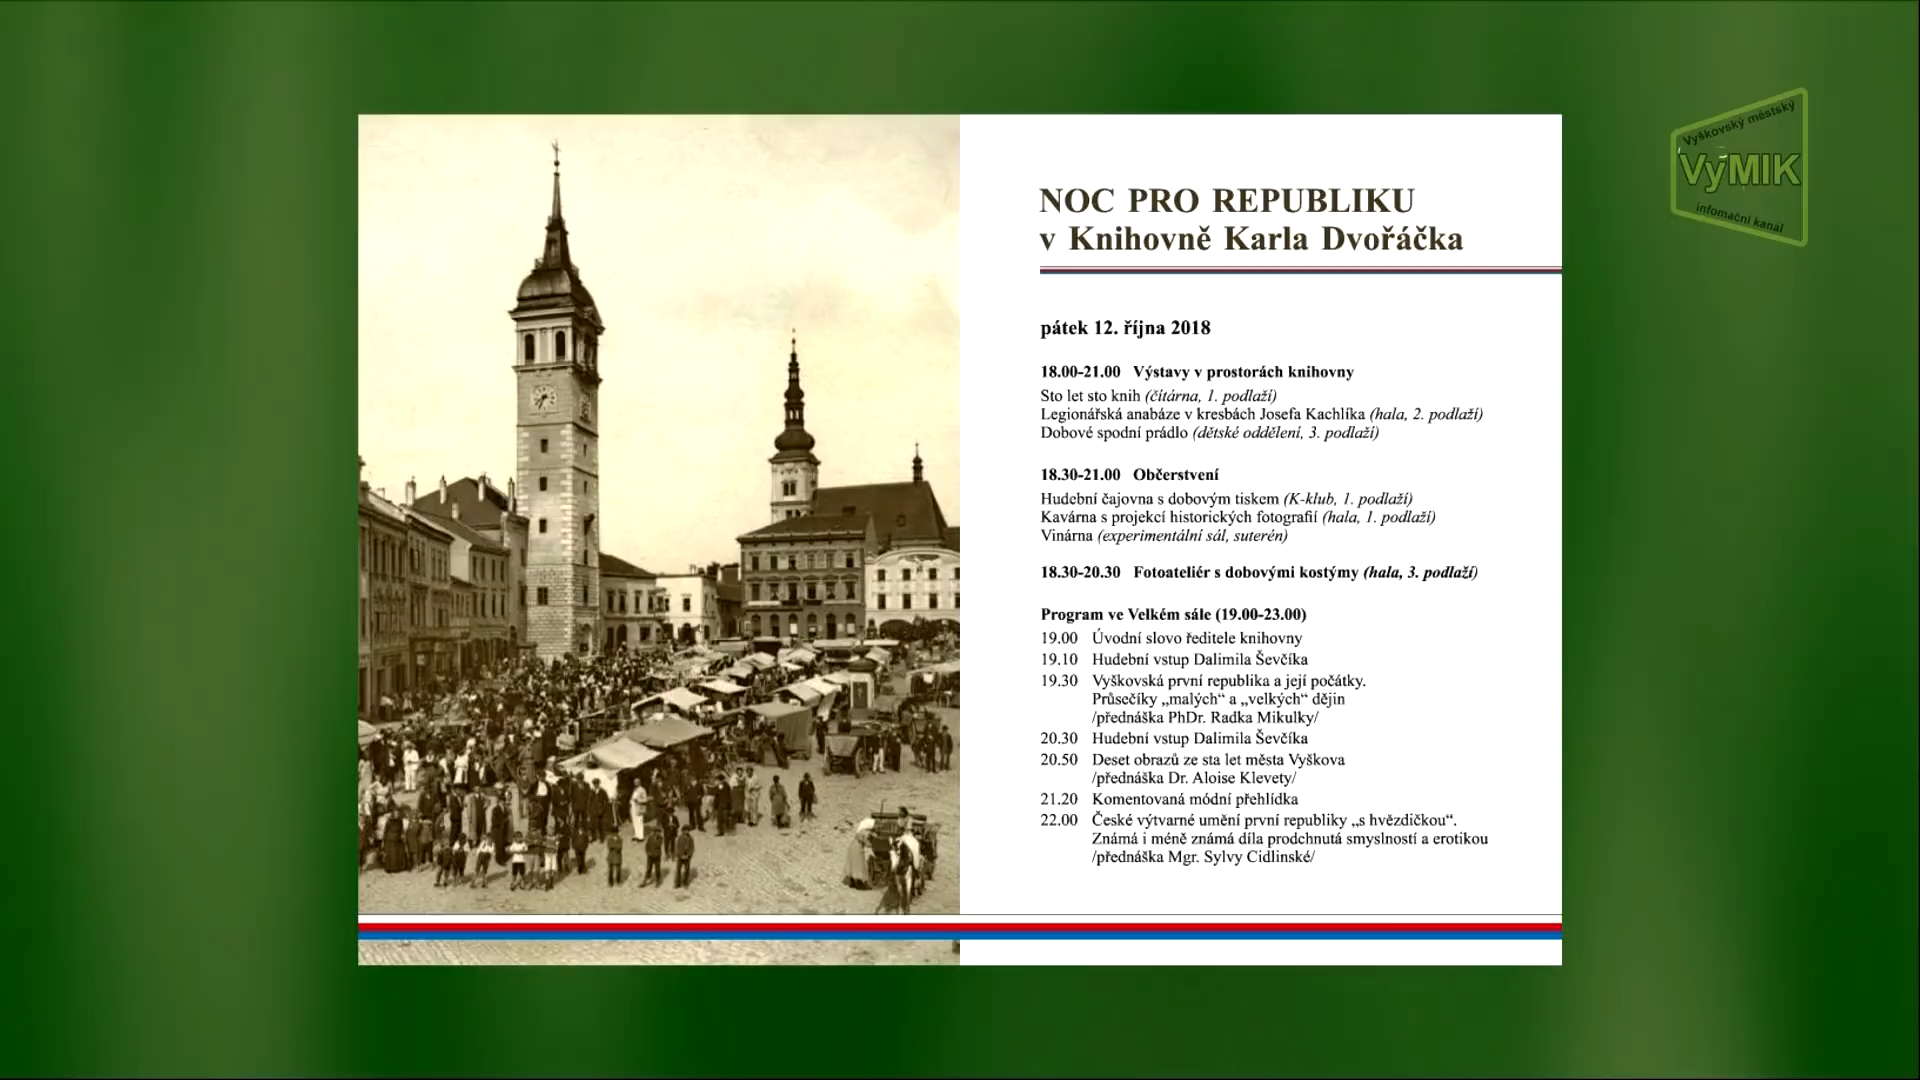 Vyškovský městský
VyMIK
infomační kanál
NOC PRO REPUBLIKU
v Knihovně Karla Dvořáčka
pátek 12. října 2018
18.00-21.00 Výstavy v prostorách knihovny
Sto let sto knih (čítárna, 1. podlaží)
Legionářská anabáze v kresbách Josefa Kachlíka (hala, 2. podlaží)
Dobové spodní prádlo (dětské oddělení, 3. podlaží)
18.30-21.00 Občerstvení
Hudební čajovna s dobovým tiskem (K-klub, 1. podlaží)
Kavárna s projekcí historických fotografií (hala, 1. podlaží)
Vinárna (experimentální sál, suterén)
18.30-20.30 Fotoateliér s dobovými kostýmy (hala, 3. podlaží)
Program ve Velkém sále (19.00-23.00)
19.00 Úvodní slovo ředitele knihovny
19.10 Hudební vstup Dalimila Ševčíka
19.30 Vyškovská první republika a její počátky.
Průsečíky „malých“ a „velkých“ dějin
/přednáška PhDr. Radka Mikulky/
20.30 Hudební vstup Dalimila Ševčíka
20.50 Deset obrazů ze sta let města Vyškova
/přednáška Dr. Aloise Klevety/
21.20 Komentovaná módní přehlídka
22.00 České výtvarné umění první republiky „s hvězdičkou“.
Známá i méně známá díla prodchnutá smyslností a erotikou
/přednáška Mgr. Sylvy Cidlinské/